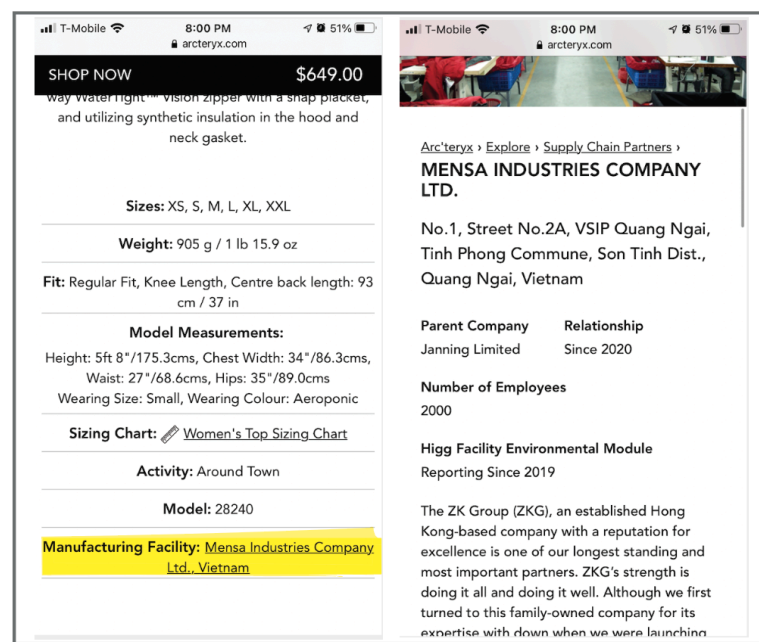 T-Mobile 8:00 PM 51%
arcteryx.com
SHOP NOW $649.00
way WaterTight™ Vision zipper with a snap placket,
and utilizing synthetic insulation in the hood and
neck gasket.
Sizes: XS, S, M, L, XL, XXL
Weight: 905 g / 1 lb 15.9 oz
Fit: Regular Fit, Knee Length, Centre back length: 93
cm / 37 in
Model Measurements:
Height: 5ft 8"/175.3cms, Chest Width: 34"/86.3cms,
Waist: 27"/68.6cms, Hips: 35"/89.0cms
Wearing Size: Small, Wearing Colour: Aeroponic
Sizing Chart: Women's Top Sizing Chart
Activity: Around Town
Model: 28240
Manufacturing Facility: Mensa Industries Company
Ltd., Vietnam
T-Mobile 8:00 PM 51%
arcteryx.com
Arc'teryx › Explore › Supply Chain Partners ›
MENSA INDUSTRIES COMPANY
LTD.
No.1, Street No.2A, VSIP Quang Ngai,
Tinh Phong Commune, Son Tinh Dist.,
Quang Ngai, Vietnam
Parent Company Relationship
Janning Limited Since 2020
Number of Employees
2000
Higg Facility Environmental Module
Reporting Since 2019
The ZK Group (ZKG), an established Hong
Kong-based company with a reputation for
excellence is one of our longest standing and
most important partners. ZKG's strength is
doing it all and doing it well. Although we first
turned to this family-owned company for its
expertise with down when we were launching